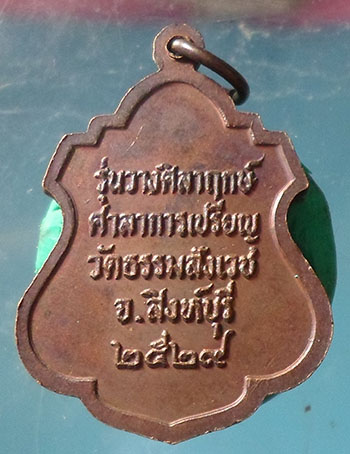 รุ่นวางศิลาฤกษ์
ศาลาการเปรียญ
วัดธรรมสังเวช
จ.สิงห์บุรี
๒๕๒๙